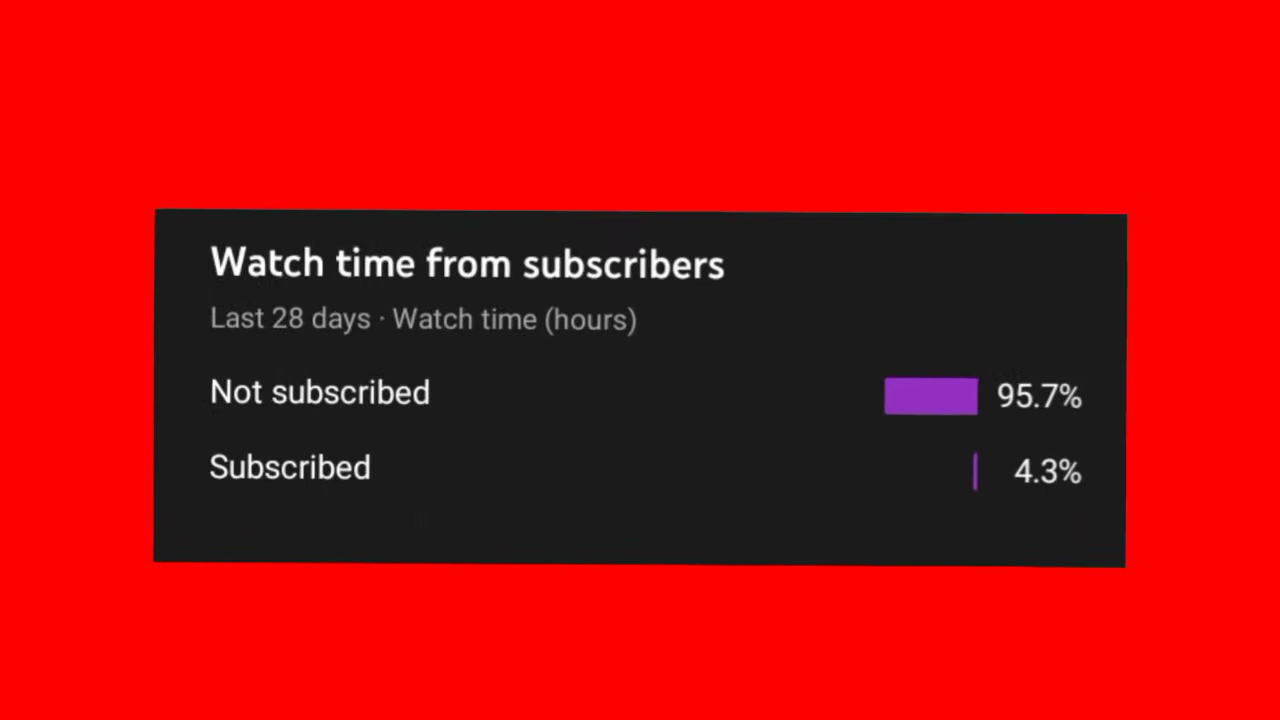 Watch time from subscribers
Last 28 days · Watch time (hours)
Not subscribed 95.7%
Subscribed 4.3%